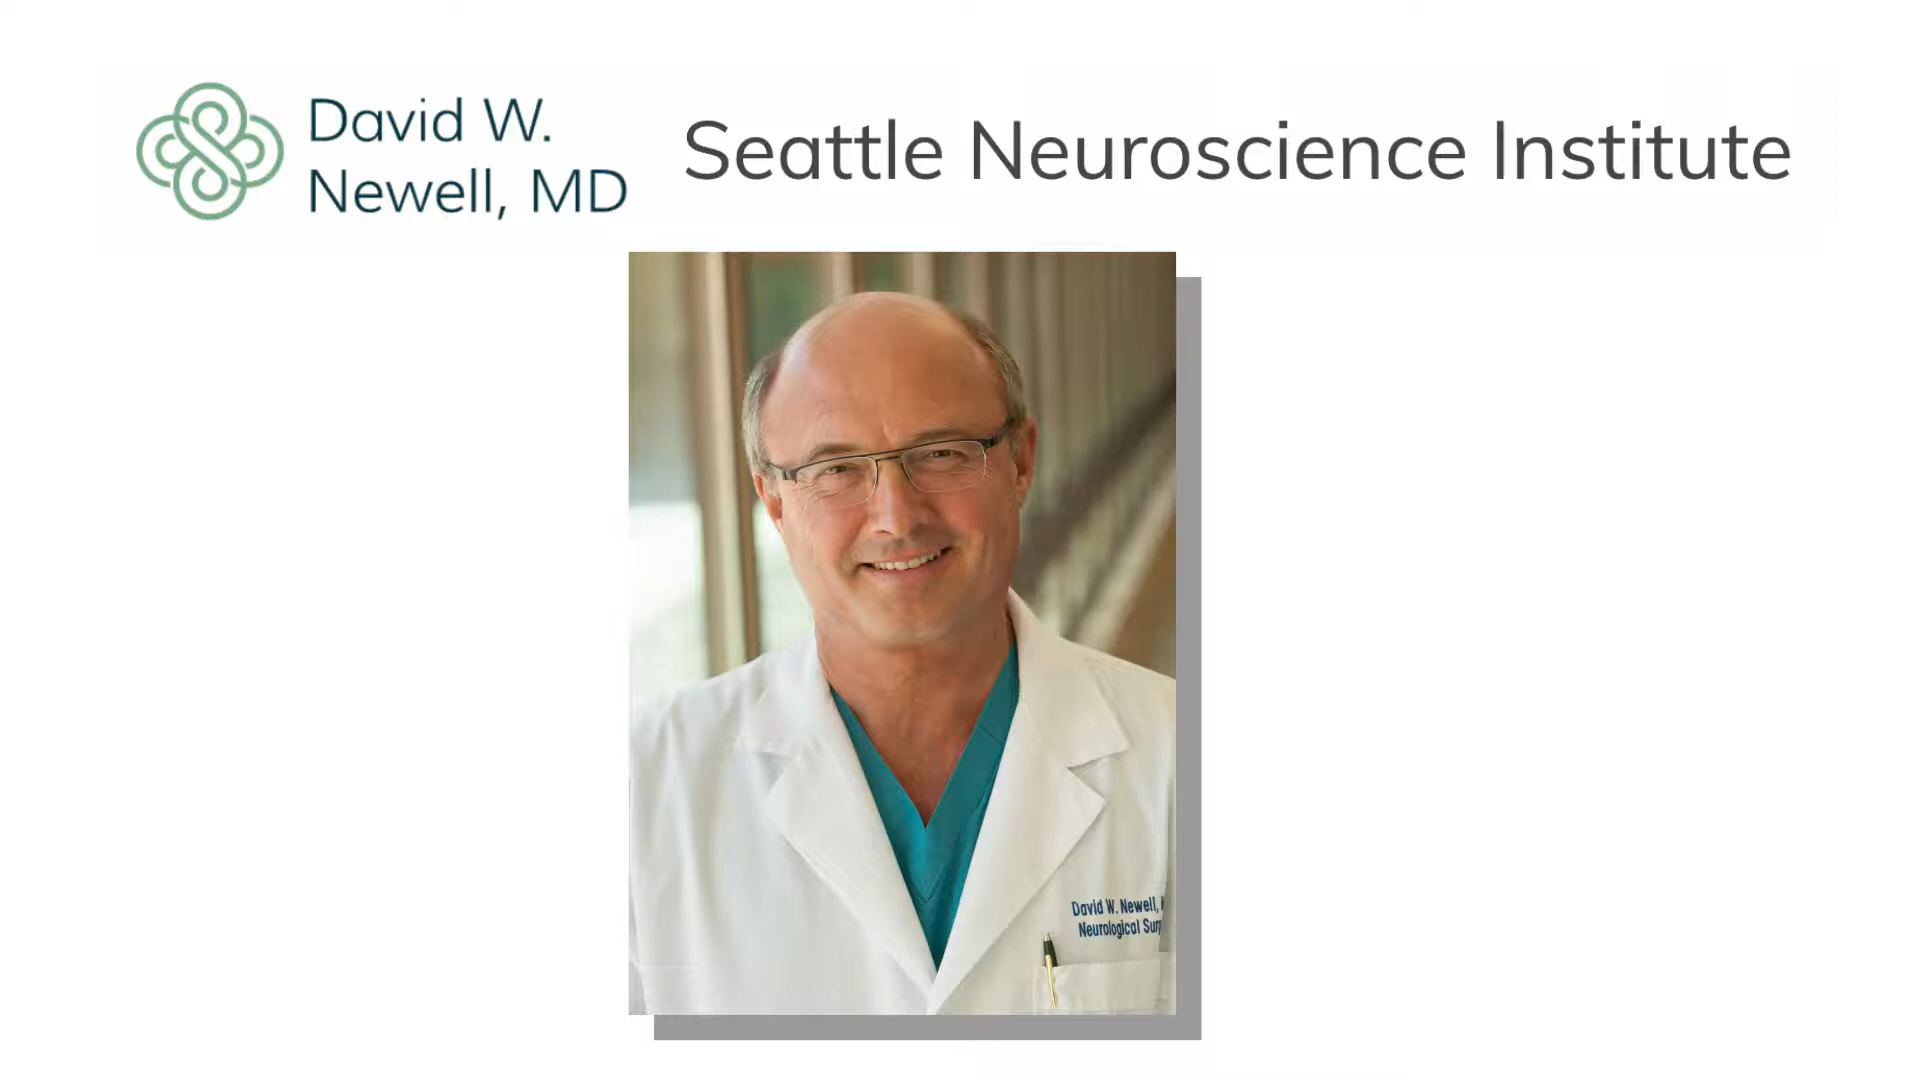 David W.
Newell, MD
Seattle Neuroscience Institute
David W. Newell,
Neurological